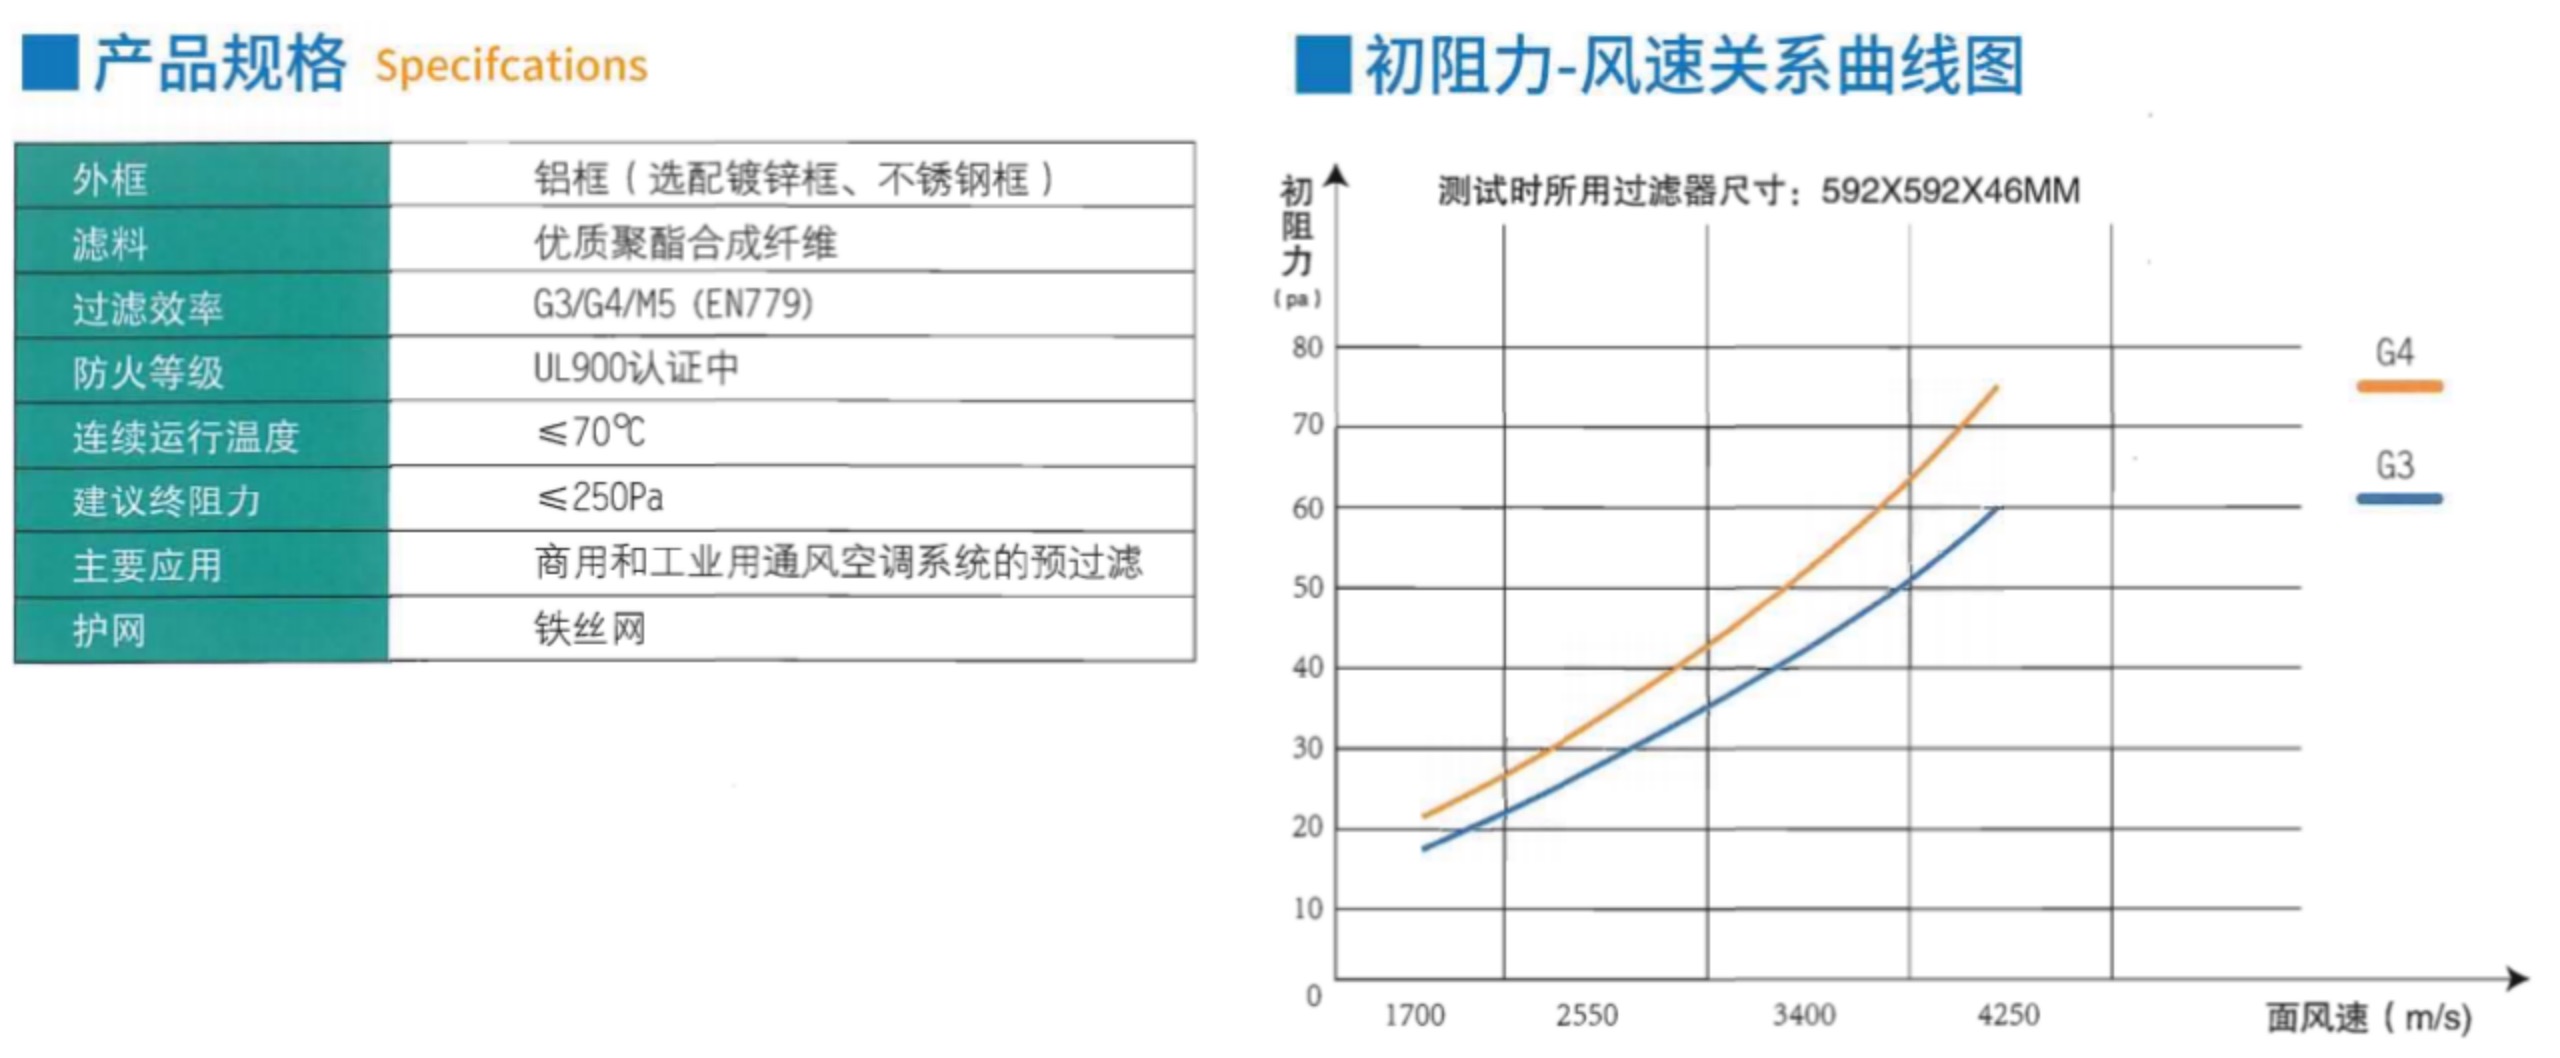 产品规格 Specifcations
外框 铝框（选配镀锌框、不锈钢框）
滤料 优质聚酯合成纤维
过滤效率 G3/G4/M5 (EN779)
防火等级 UL900认证中
连续运行温度 ≤70℃
建议终阻力 ≤250Pa
主要应用 商用和工业用通风空调系统的预过滤
护网 铁丝网
初阻力-风速关系曲线图
初阻力
(pa)
测试时所用过滤器尺寸：592X592X46MM
80
70
60
50
40
30
20
10
0
1700 2550 3400 4250 面风速（m/s)
G4
G3